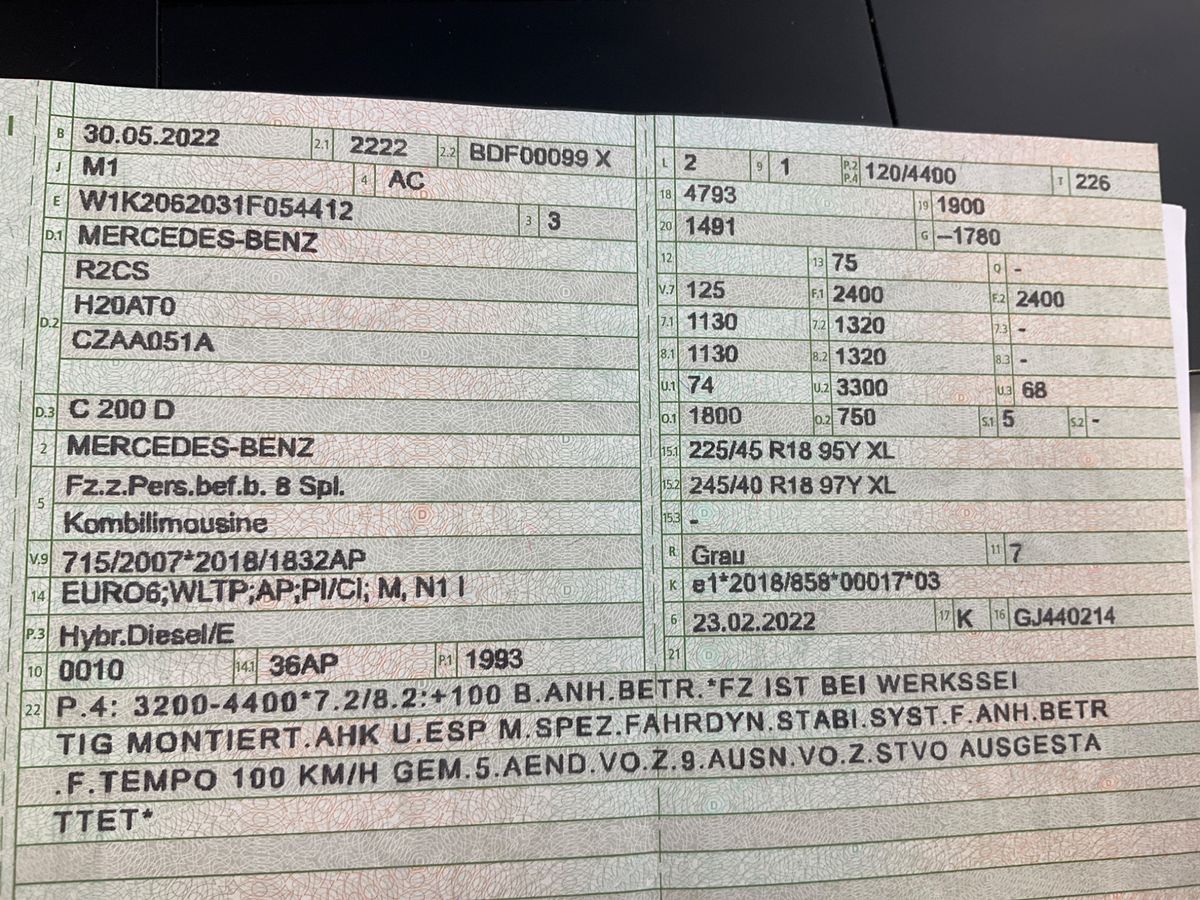 B 30.05.2022 2.1 2222 2.2 BDF00099 X
J M1 4 AC
E W1K2062031F054412 3 3
D.1 MERCEDES-BENZ
D.2 R2CS
H20AT0
CZAA051A
D.3 C 200 D
2 MERCEDES-BENZ
5 Fz.z.Pers.bef.b. 8 Spl.
Kombilimousine
V.9 715/2007*2018/1832AP
14 EURO6;WLTP;AP;PI/CI; M, N1 I
P.3 Hybr.Diesel/E
10 0010 14.1 36AP P.1 1993
L 2 9 1 P.2 P.4 120/4400 T 226
18 4793 19 1900
20 1491 G –1780
12 13 75 Q -
V.7 125 F.1 2400 F.2 2400
7.1 1130 7.2 1320 7.3 -
8.1 1130 8.2 1320 8.3 -
U.1 74 U.2 3300 U.3 68
O.1 1800 O.2 750 S.1 5 S.2 -
15.1 225/45 R18 95Y XL
15.2 245/40 R18 97Y XL
15.3 -
R Grau 11 7
K e1*2018/858*00017*03
6 23.02.2022 17 K 16 GJ440214
21
22 P.4: 3200-4400*7.2/8.2:+100 B.ANH.BETR.*FZ IST BEI WERKSSEI
TIG MONTIERT.AHK U.ESP M.SPEZ.FAHRDYN.STABI.SYST.F.ANH.BETR
.F.TEMPO 100 KM/H GEM.5.AEND.VO.Z.9.AUSN.VO.Z.STVO AUSGESTA
TTET*